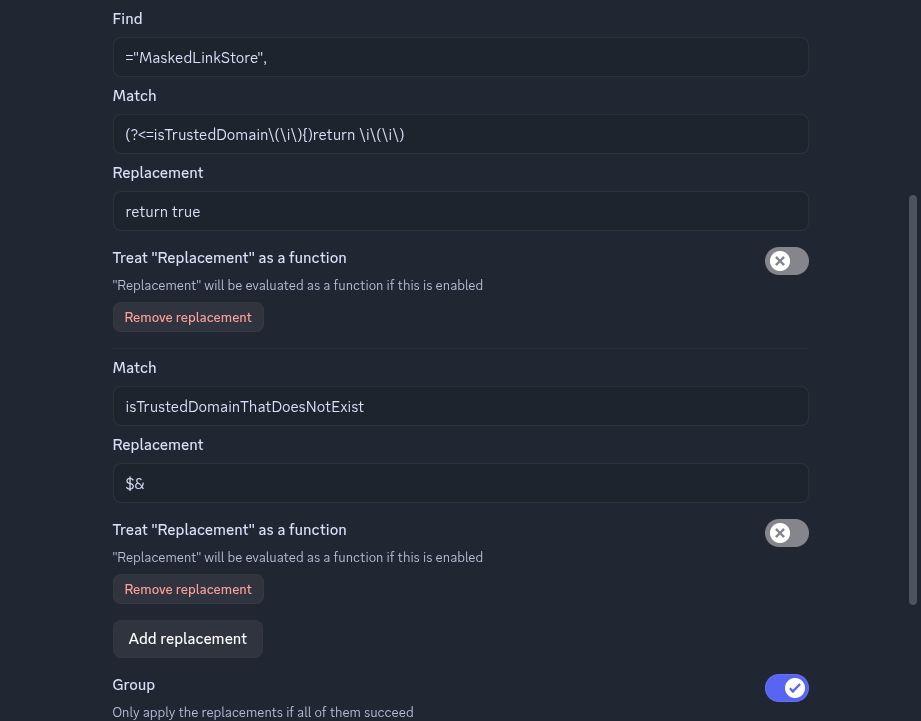 Find
="MaskedLinkStore",
Match
(?<=isTrustedDomain\(\i\){)return \i\(\i\)
Replacement
return true
Treat "Replacement" as a function
"Replacement" will be evaluated as a function if this is enabled
Remove replacement
Match
isTrustedDomainThatDoesNotExist
Replacement
$&
Treat "Replacement" as a function
"Replacement" will be evaluated as a function if this is enabled
Remove replacement
Add replacement
Group
Only apply the replacements if all of them succeed